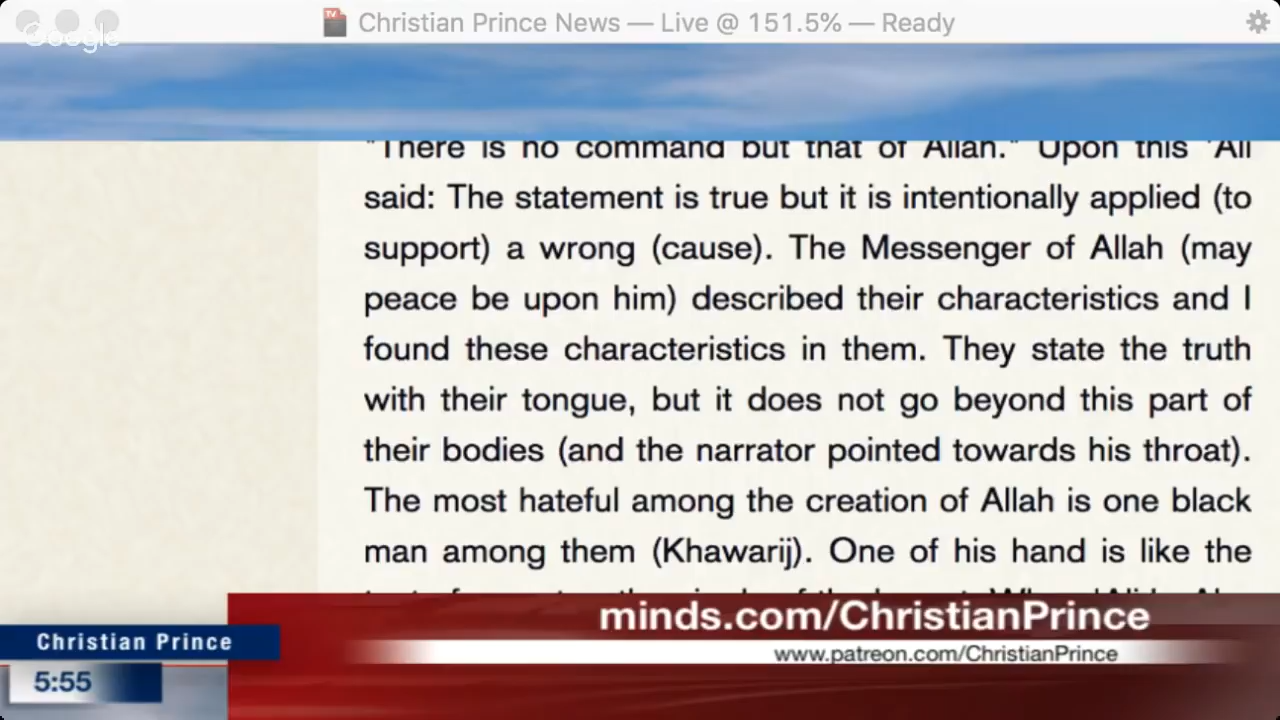 Christian Prince News — Live @ 151.5% — Ready
Google
"There is no command but that of Allah." Upon this 'Ali
said: The statement is true but it is intentionally applied (to
support) a wrong (cause). The Messenger of Allah (may
peace be upon him) described their characteristics and I
found these characteristics in them. They state the truth
with their tongue, but it does not go beyond this part of
their bodies (and the narrator pointed towards his throat).
The most hateful among the creation of Allah is one black
man among them (Khawarij). One of his hand is like the
minds.com/ChristianPrince
www.patreon.com/ChristianPrince
Christian Prince
5:55